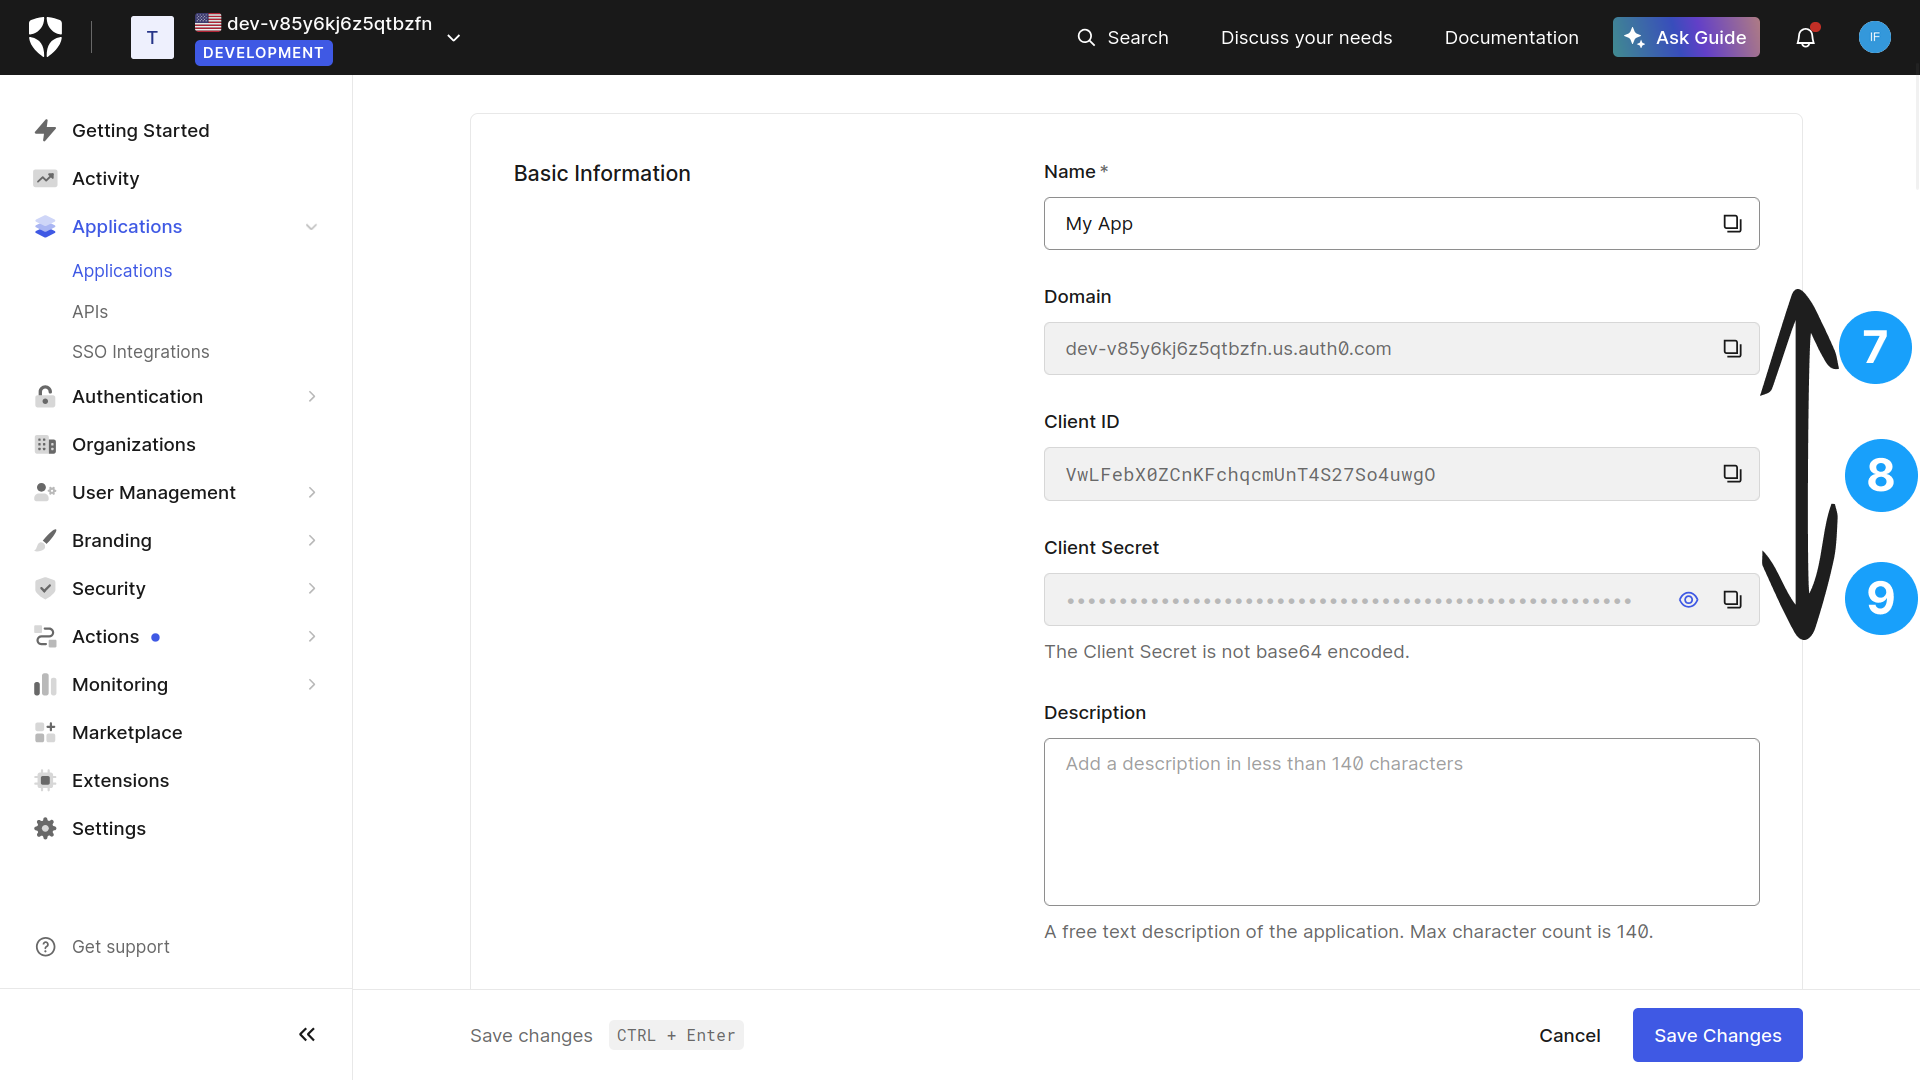 T
dev-v85y6kj6z5qtbzfn
DEVELOPMENT
Search
Discuss your needs
Documentation
Ask Guide
IF
Getting Started
Activity
Applications
Applications
APIs
SSO Integrations
Authentication
Organizations
User Management
Branding
Security
Actions
Monitoring
Marketplace
Extensions
Settings
Get support
Basic Information
Name *
My App
Domain
dev-v85y6kj6z5qtbzfn.us.auth0.com
7
Client ID
VwLFebX0ZCnKFchqcmUnT4S27So4uwgO
8
Client Secret
••••••••••••••••••••••••••••••••••••••••••••••••••••••
9
The Client Secret is not base64 encoded.
Description
Add a description in less than 140 characters
A free text description of the application. Max character count is 140.
Save changes CTRL + Enter
Cancel
Save Changes